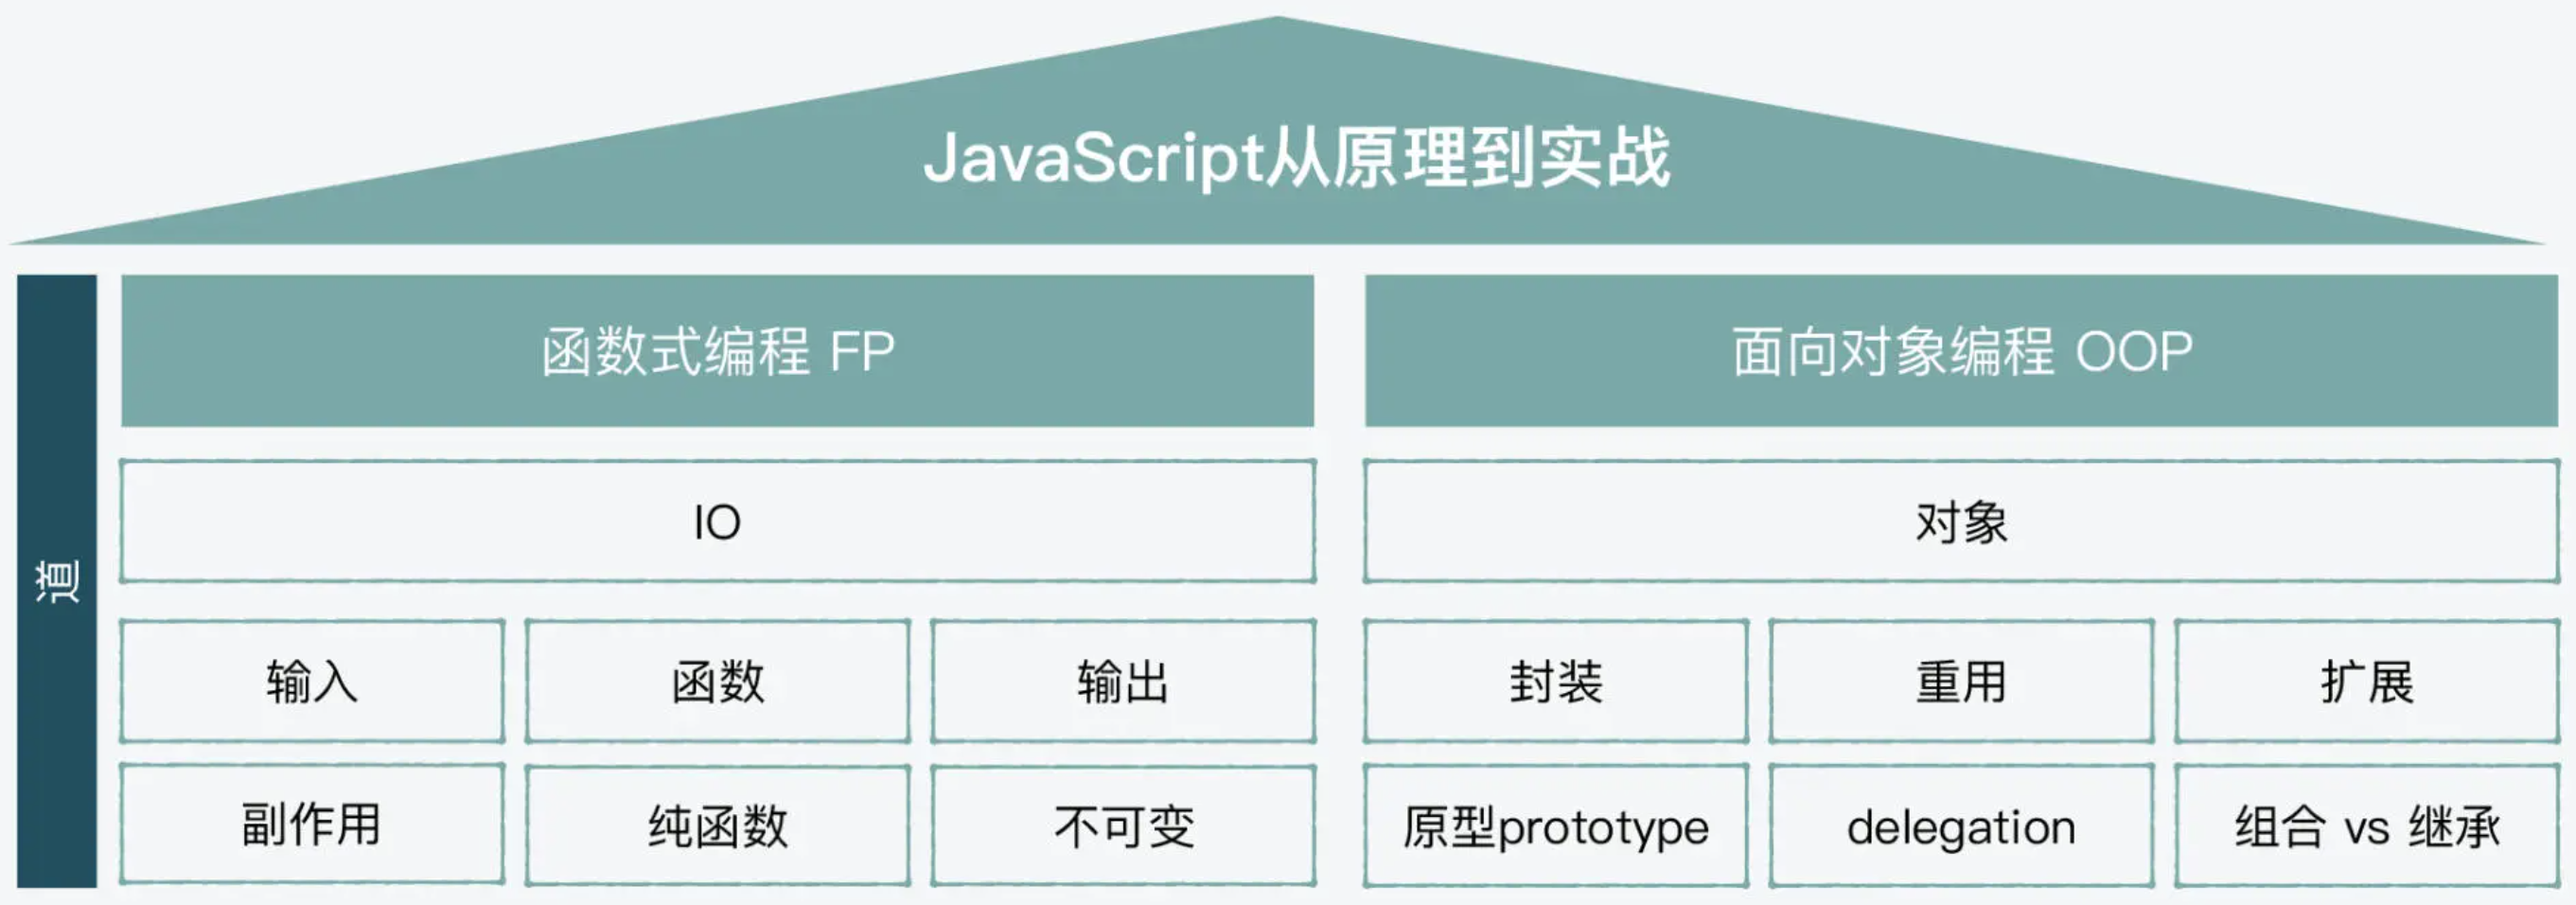 JavaScript从原理到实战
道
函数式编程 FP
面向对象编程 OOP
IO
对象
输入
函数
输出
封装
重用
扩展
副作用
纯函数
不可变
原型prototype
delegation
组合 vs 继承